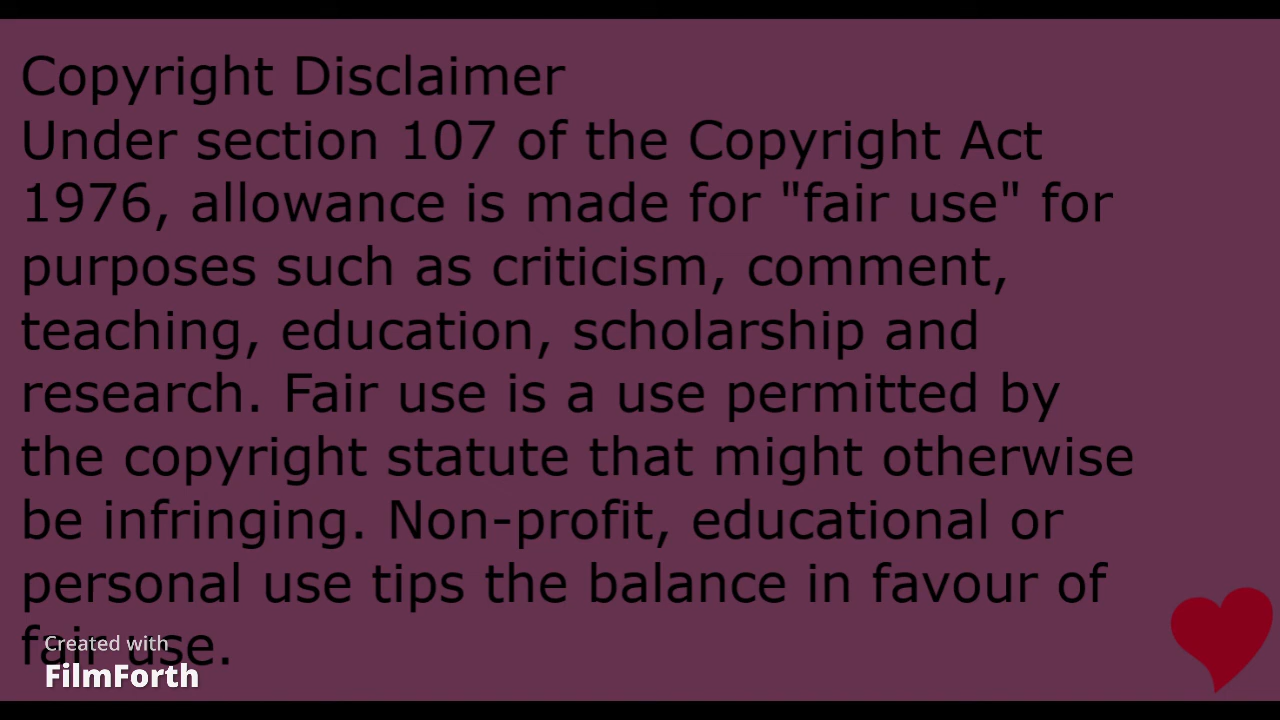 Copyright Disclaimer
Under section 107 of the Copyright Act
1976, allowance is made for "fair use" for
purposes such as criticism, comment,
teaching, education, scholarship and
research. Fair use is a use permitted by
the copyright statute that might otherwise
be infringing. Non-profit, educational or
personal use tips the balance in favour of
fair use.
Created with
FilmForth